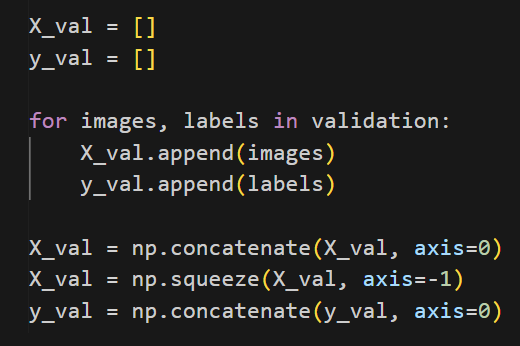 X_val = []
y_val = []
for images, labels in validation:
    X_val.append(images)
    y_val.append(labels)
X_val = np.concatenate(X_val, axis=0)
X_val = np.squeeze(X_val, axis=-1)
y_val = np.concatenate(y_val, axis=0)